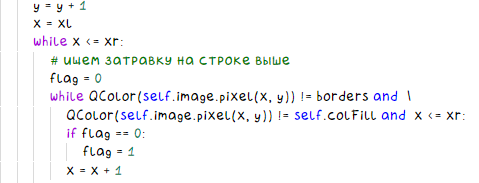 y = y + 1
x = xl
while x <= xr:
# ищем затравку на строке выше
flag = 0
while QColor(self.image.pixel(x, y)) != borders and \
QColor(self.image.pixel(x, y)) != self.colFill and x <= xr:
if flag == 0:
flag = 1
x = x + 1